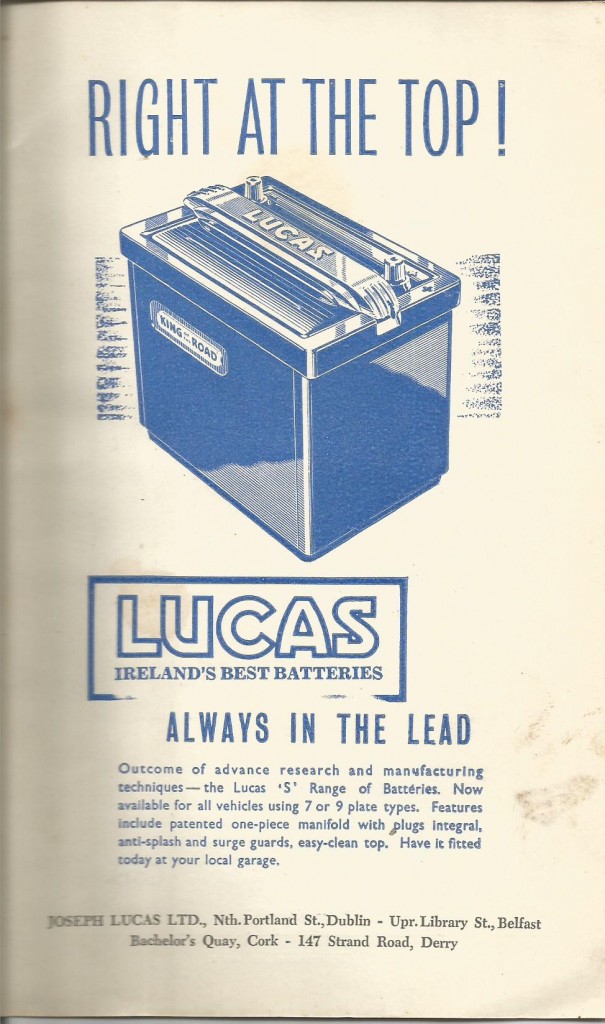 RIGHT AT THE TOP!
LUCAS
KING OF THE ROAD
LUCAS
IRELAND'S BEST BATTERIES
ALWAYS IN THE LEAD
Outcome of advance research and manufacturing
techniques — the Lucas 'S' Range of Batteries. Now
available for all vehicles using 7 or 9 plate types. Features
include patented one-piece manifold with plugs integral,
anti-splash and surge guards, easy-clean top. Have it fitted
today at your local garage.
JOSEPH LUCAS LTD., Nth. Portland St., Dublin - Upr. Library St., Belfast
Bachelor's Quay, Cork - 147 Strand Road, Derry